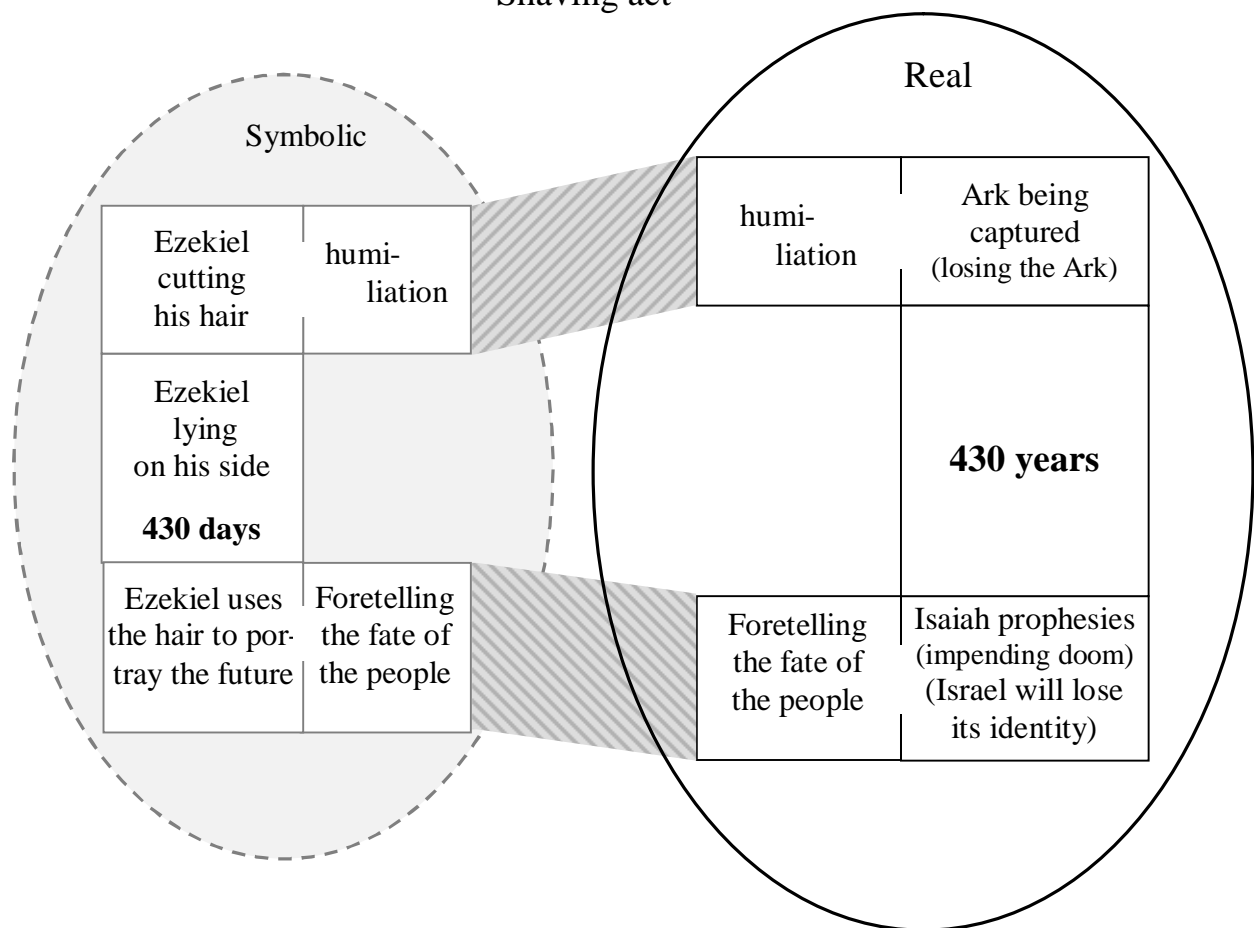 Shaving act
Symbolic
Ezekiel
cutting
his hair
humi-
liation
Ezekiel
lying
on his side
430 days
Ezekiel uses
the hair to por-
tray the future
Foretelling
the fate of
the people
Real
humi-
liation
Ark being
captured
(losing the Ark)
430 years
Foretelling
the fate of
the people
Isaiah prophesies
(impending doom)
(Israel will lose
its identity)